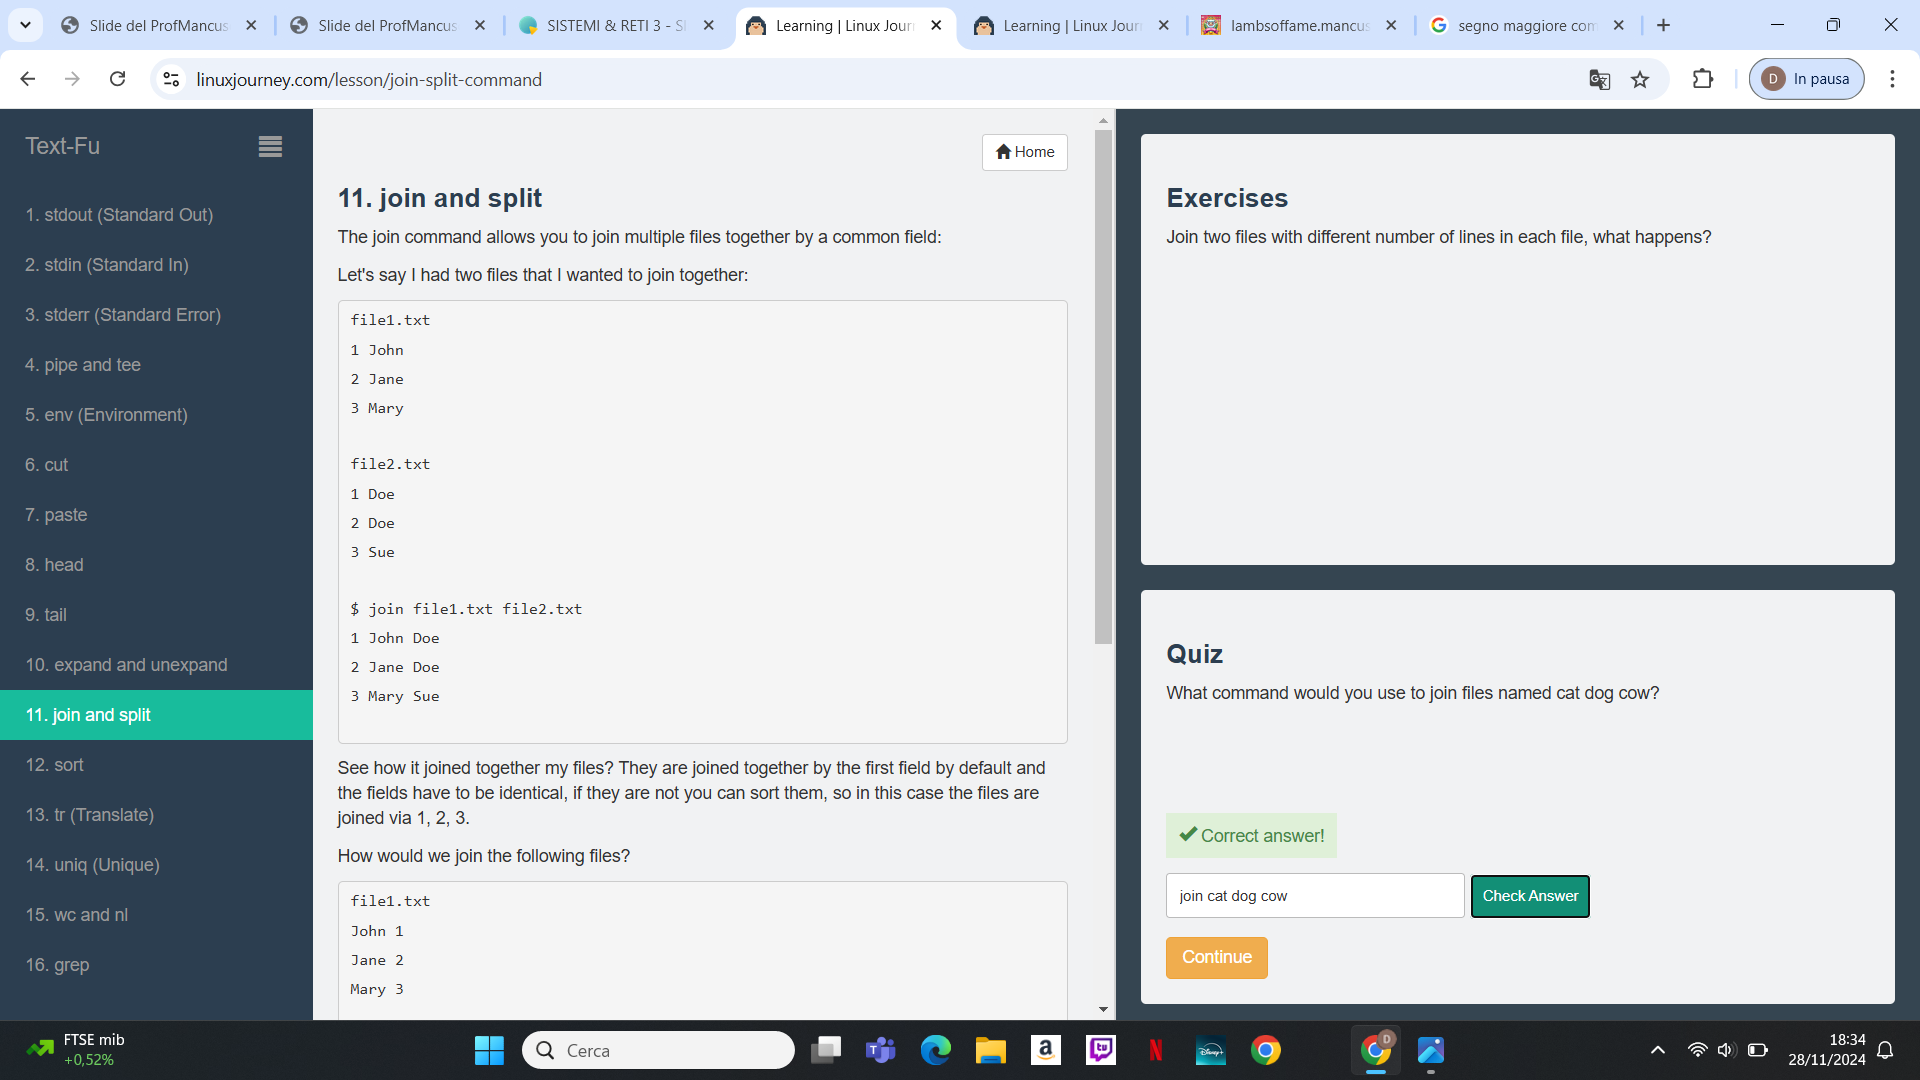 Slide del ProfMancus
Slide del ProfMancus
SISTEMI & RETI 3 - S
Learning | Linux Jour
Learning | Linux Jour
lambsoffame.mancus
segno maggiore com
linuxjourney.com/lesson/join-split-command
D In pausa
Text-Fu
1. stdout (Standard Out)
2. stdin (Standard In)
3. stderr (Standard Error)
4. pipe and tee
5. env (Environment)
6. cut
7. paste
8. head
9. tail
10. expand and unexpand
11. join and split
12. sort
13. tr (Translate)
14. uniq (Unique)
15. wc and nl
16. grep
Home
11. join and split
The join command allows you to join multiple files together by a common field:
Let's say I had two files that I wanted to join together:
file1.txt
1 John
2 Jane
3 Mary
file2.txt
1 Doe
2 Doe
3 Sue
$ join file1.txt file2.txt
1 John Doe
2 Jane Doe
3 Mary Sue
See how it joined together my files? They are joined together by the first field by default and
the fields have to be identical, if they are not you can sort them, so in this case the files are
joined via 1, 2, 3.
How would we join the following files?
file1.txt
John 1
Jane 2
Mary 3
Exercises
Join two files with different number of lines in each file, what happens?
Quiz
What command would you use to join files named cat dog cow?
Correct answer!
join cat dog cow
Check Answer
Continue
FTSE mib
+0,52%
Cerca
18:34
28/11/2024